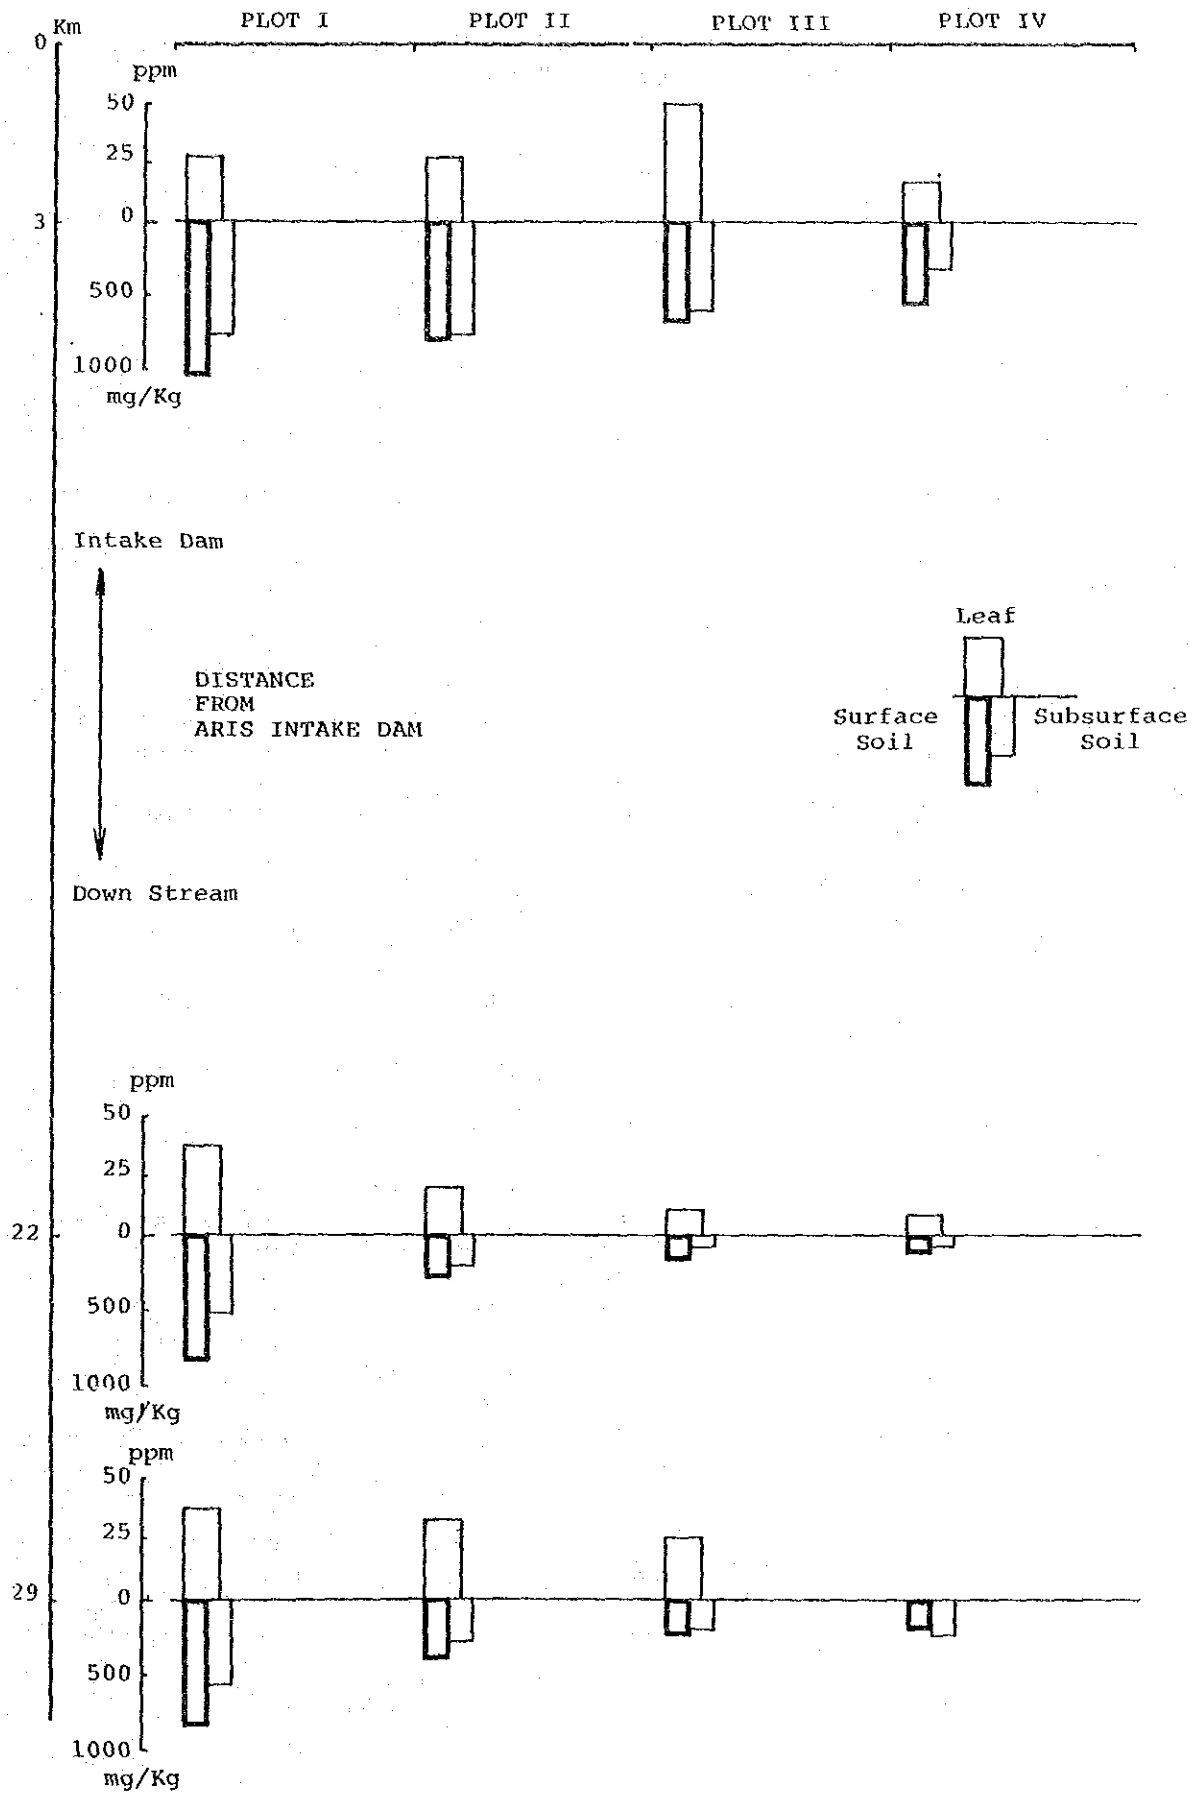 Km
PLOT I
PLOT II
PLOT III
PLOT IV
0
ppm
50
25
0
3
500
1000
mg/Kg
Intake Dam
DISTANCE
FROM
ARIS INTAKE DAM
Down Stream
Leaf
Surface
Soil
Subsurface
Soil
ppm
50
25
0
22
500
1000
mg/Kg
ppm
50
25
0
29
500
1000
mg/Kg